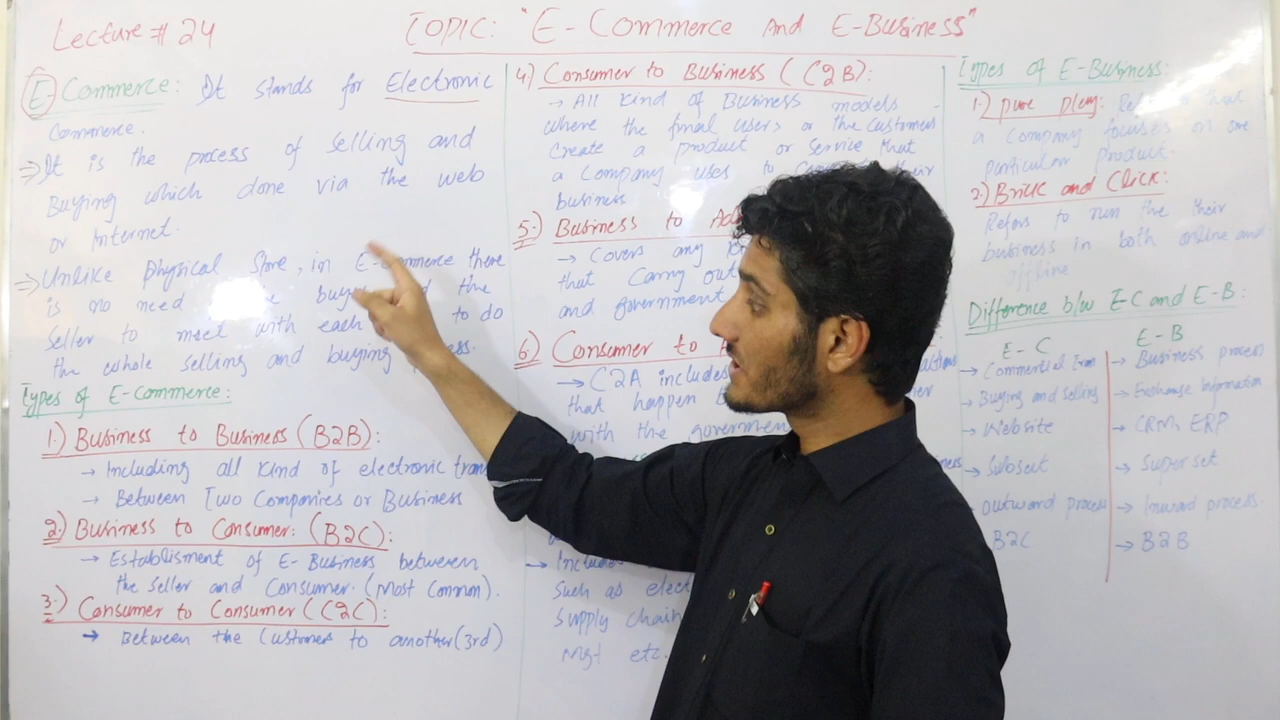 Lecture # 24
TOPIC: "E-Commerce And E-Business"
E-Commerce: It stands for Electronic
Commerce.
⇒ It is the process of selling and
Buying which done via the web
or Internet.
⇒ Unlike physical Store, in E-commerce there
is no need buy the
seller to meet with each to do
the whole selling and buying
Types of E-Commerce:
1.) Business to Business (B2B):
→ Including all kind of electronic tran
→ Between Two Companies or Business
2.) Business to Consumer: (B2C):
→ Establisment of E-Business between
the seller and Consumer. (most common).
3.) Consumer to Consumer (C2C):
→ Between the Customer to another (3rd)
4.) Consumer to Business (C2B):
→ All kind of Business models
where the final users or the customers
Create a product or service that
a company uses to their
business
5.) Business to Ad
→ Covers any
that carry out
and government
6.) Consumer to
→ C2A includes
that happen
with the government
→ Includes
Such as elect
Supply chain
Mgt etc.
Types of E-Business:
1.) pure play: that
a company focuses on one
particular product.
2.) Brick and Click:
Refers to run the their
business in both online and
offline
Difference b/w E-C and E-B:
E-C
→ Commercial
→ Buying and selling
→ Website
→ Subset
outward process
B2C
E-B
→ Business process
→ Exchange Information
→ CRM, ERP
→ Super set
→ Inward process.
→ B2B